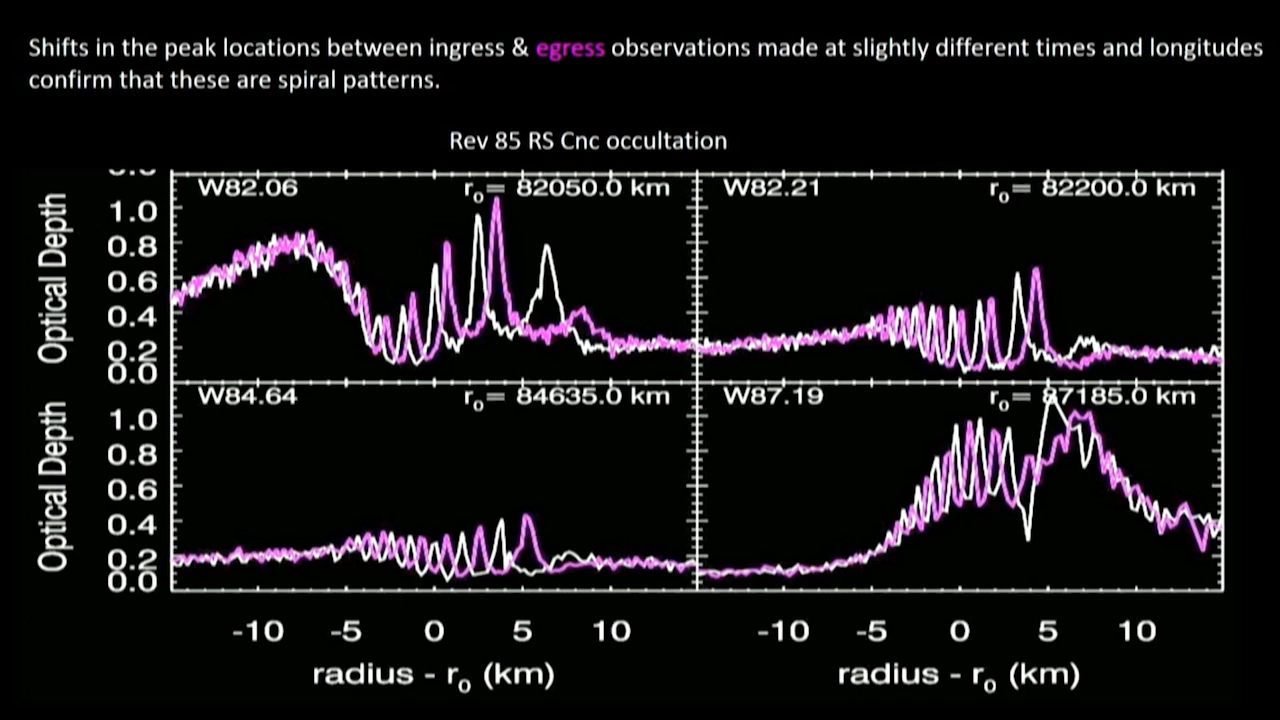 Shifts in the peak locations between ingress & egress observations made at slightly different times and longitudes
confirm that these are spiral patterns.
Rev 85 RS Cnc occultation
W82.06 r₀= 82050.0 km
W82.21 r₀= 82200.0 km
Optical Depth
1.0
0.8
0.6
0.4
0.2
0.0
W84.64 r₀= 84635.0 km
W87.19 r₀= 87185.0 km
Optical Depth
1.0
0.8
0.6
0.4
0.2
0.0
-10 -5 0 5 10
-10 -5 0 5 10
radius - r₀ (km)
radius - r₀ (km)